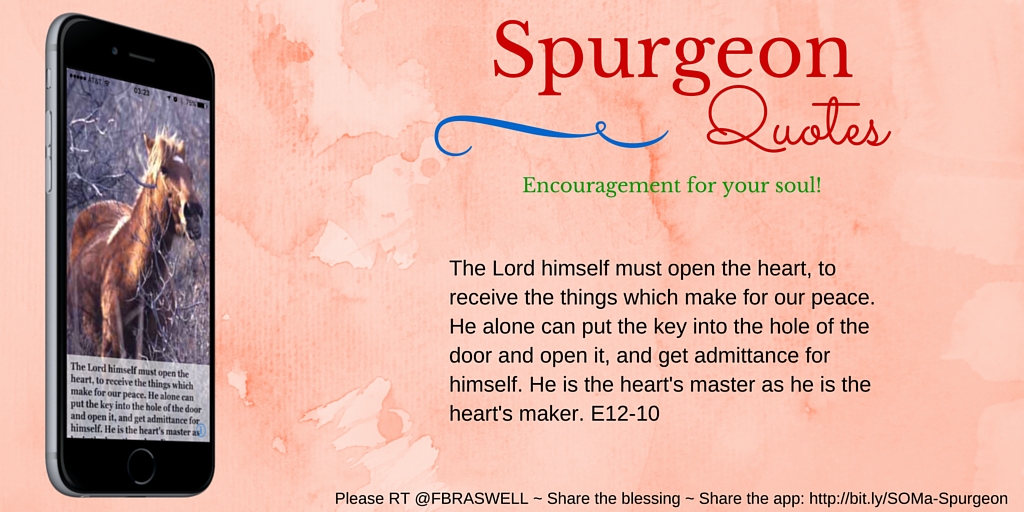 AT&T
03:23
75%
The Lord himself must open the
heart, to receive the things which
make for our peace. He alone can
put the key into the hole of the door
and open it, and get admittance for
himself. He is the heart's master as
Spurgeon
Quotes
Encouragement for your soul!
The Lord himself must open the heart, to
receive the things which make for our peace.
He alone can put the key into the hole of the
door and open it, and get admittance for
himself. He is the heart's master as he is the
heart's maker. E12-10
Please RT @FBRASWELL ~ Share the blessing ~ Share the app: http://bit.ly/SOMa-Spurgeon